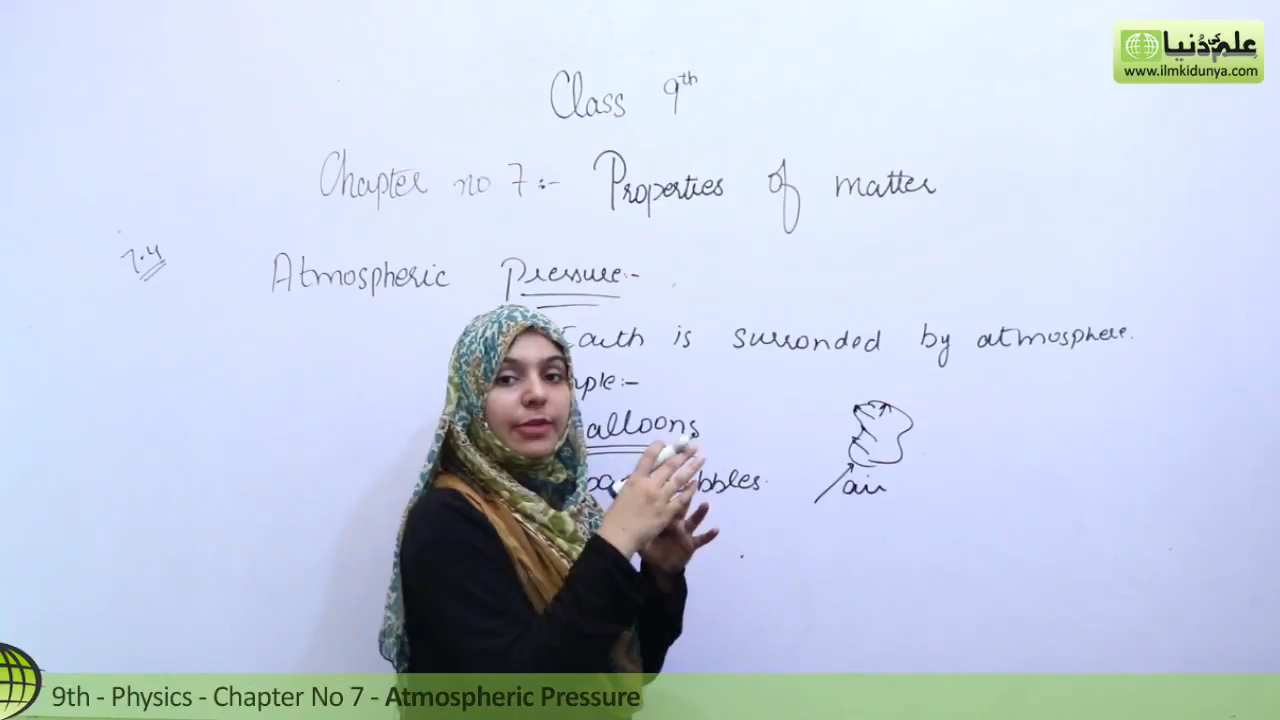 علم کی دنیا
www.ilmkidunya.com
Class 9th
Chapter no 7:- Properties of matter
7.4 Atmospheric Pressure:-
Earth is surronded by atmosphere.
mple:-
alloons
bbles.
air
9th - Physics - Chapter No 7 - Atmospheric Pressure